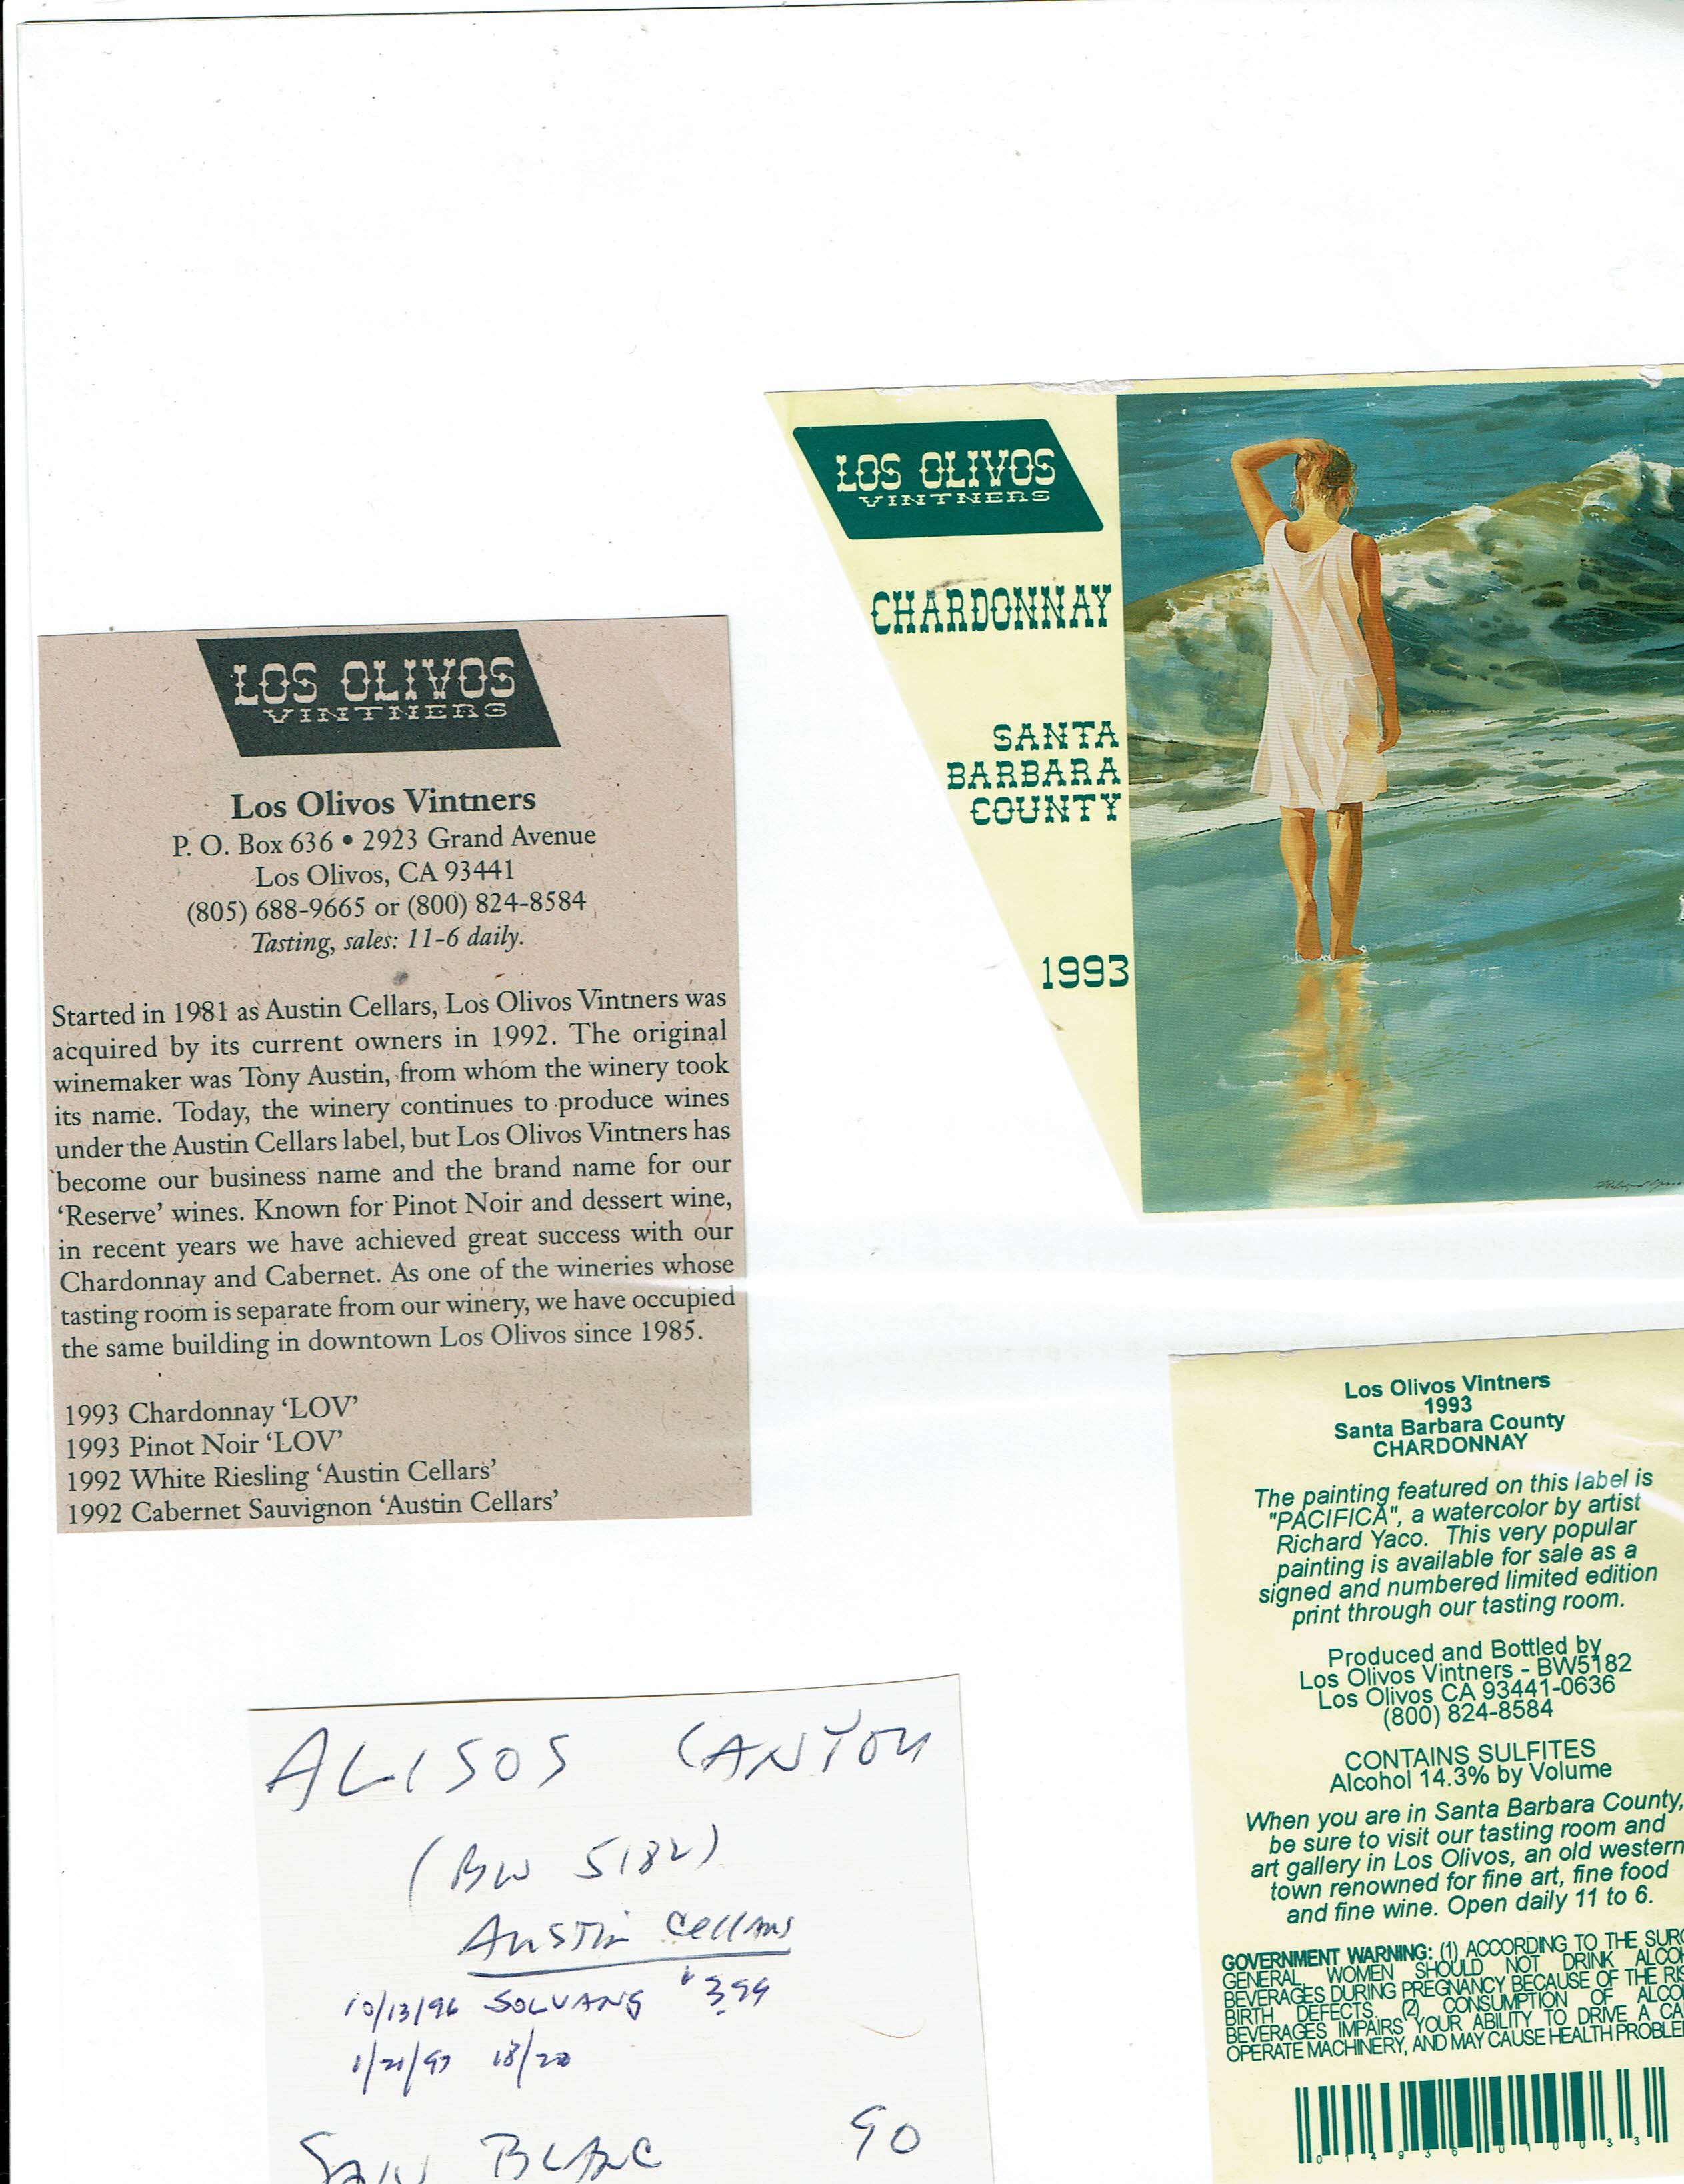 LOS OLIVOS
VINTNERS
Los Olivos Vintners
P. O. Box 636 • 2923 Grand Avenue
Los Olivos, CA 93441
(805) 688-9665 or (800) 824-8584
Tasting, sales: 11-6 daily.
Started in 1981 as Austin Cellars, Los Olivos Vintners was
acquired by its current owners in 1992. The original
winemaker was Tony Austin, from whom the winery took
its name. Today, the winery continues to produce wines
under the Austin Cellars label, but Los Olivos Vintners has
become our business name and the brand name for our
‘Reserve’ wines. Known for Pinot Noir and dessert wine,
in recent years we have achieved great success with our
Chardonnay and Cabernet. As one of the wineries whose
tasting room is separate from our winery, we have occupied
the same building in downtown Los Olivos since 1985.
1993 Chardonnay ‘LOV’
1993 Pinot Noir ‘LOV’
1992 White Riesling ‘Austin Cellars’
1992 Cabernet Sauvignon ‘Austin Cellars’
LOS OLIVOS
VINTNERS
CHARDONNAY
SANTA
BARBARA
COUNTY
1993
Los Olivos Vintners
1993
Santa Barbara County
CHARDONNAY
The painting featured on this label is
"PACIFICA", a watercolor by artist
Richard Yaco. This very popular
painting is available for sale as a
signed and numbered limited edition
print through our tasting room.
Produced and Bottled by
Los Olivos Vintners - BW5182
Los Olivos CA 93441-0636
(800) 824-8584
CONTAINS SULFITES
Alcohol 14.3% by Volume
When you are in Santa Barbara County,
be sure to visit our tasting room and
art gallery in Los Olivos, an old western
town renowned for fine art, fine food
and fine wine. Open daily 11 to 6.
GOVERNMENT WARNING: (1) ACCORDING TO THE SURG
GENERAL, WOMEN SHOULD NOT DRINK ALCOH
BEVERAGES DURING PREGNANCY BECAUSE OF THE RIS
BIRTH DEFECTS. (2) CONSUMPTION OF ALCO
BEVERAGES IMPAIRS YOUR ABILITY TO DRIVE A CA
OPERATE MACHINERY, AND MAY CAUSE HEALTH PROBLE
0 14936 01003 3
ALISOS CANYON
(BW 5182)
Austin Cellars
10/13/96 SOLVANG $3.99
1/21/97 18/20
SAUV BLANC 90